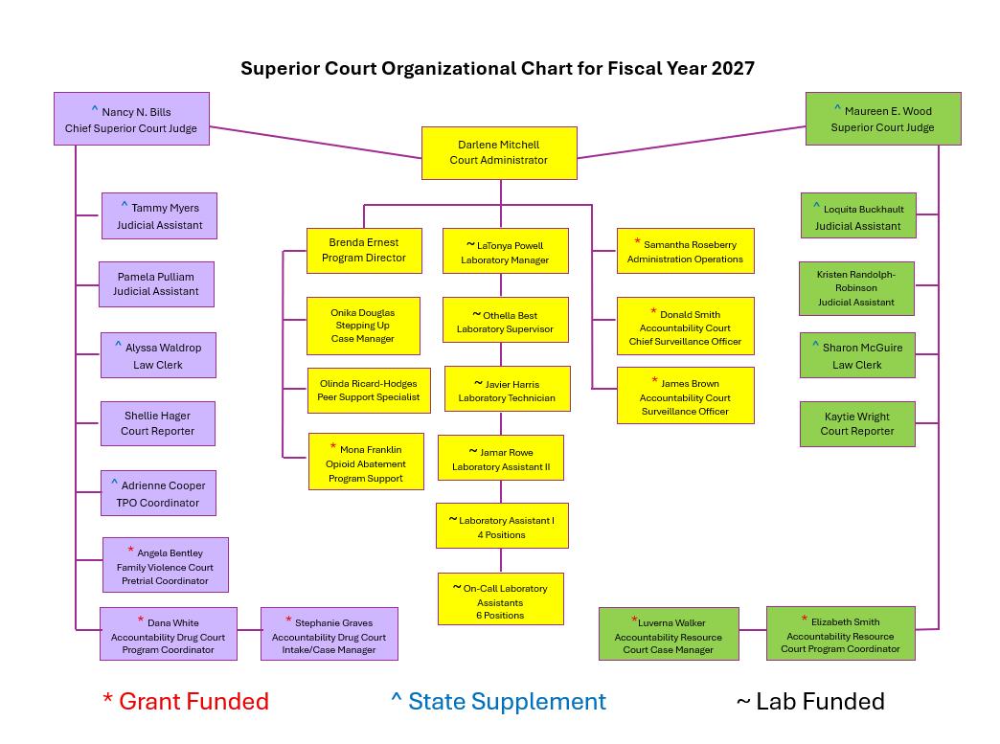 Superior Court Organizational Chart for Fiscal Year 2027
^ Nancy N. Bills
Chief Superior Court Judge
^ Maureen E. Wood
Superior Court Judge
Darlene Mitchell
Court Administrator
^ Tammy Myers
Judicial Assistant
Pamela Pulliam
Judicial Assistant
^ Alyssa Waldrop
Law Clerk
Shellie Hager
Court Reporter
^ Adrienne Cooper
TPO Coordinator
* Angela Bentley
Family Violence Court
Pretrial Coordinator
* Dana White
Accountability Drug Court
Program Coordinator
* Stephanie Graves
Accountability Drug Court
Intake/Case Manager
Brenda Ernest
Program Director
Onika Douglas
Stepping Up
Case Manager
Olinda Ricard-Hodges
Peer Support Specialist
* Mona Franklin
Opioid Abatement
Program Support
~ LaTonya Powell
Laboratory Manager
~ Othella Best
Laboratory Supervisor
~ Javier Harris
Laboratory Technician
~ Jamar Rowe
Laboratory Assistant II
~ Laboratory Assistant I
4 Positions
~ On-Call Laboratory
Assistants
6 Positions
* Samantha Roseberry
Administration Operations
* Donald Smith
Accountability Court
Chief Surveillance Officer
* James Brown
Accountability Court
Surveillance Officer
^ Loquita Buckhault
Judicial Assistant
Kristen Randolph-
Robinson
Judicial Assistant
^ Sharon McGuire
Law Clerk
Kaytie Wright
Court Reporter
*Luverna Walker
Accountability Resource
Court Case Manager
* Elizabeth Smith
Accountability Resource
Court Program Coordinator
* Grant Funded
^ State Supplement
~ Lab Funded